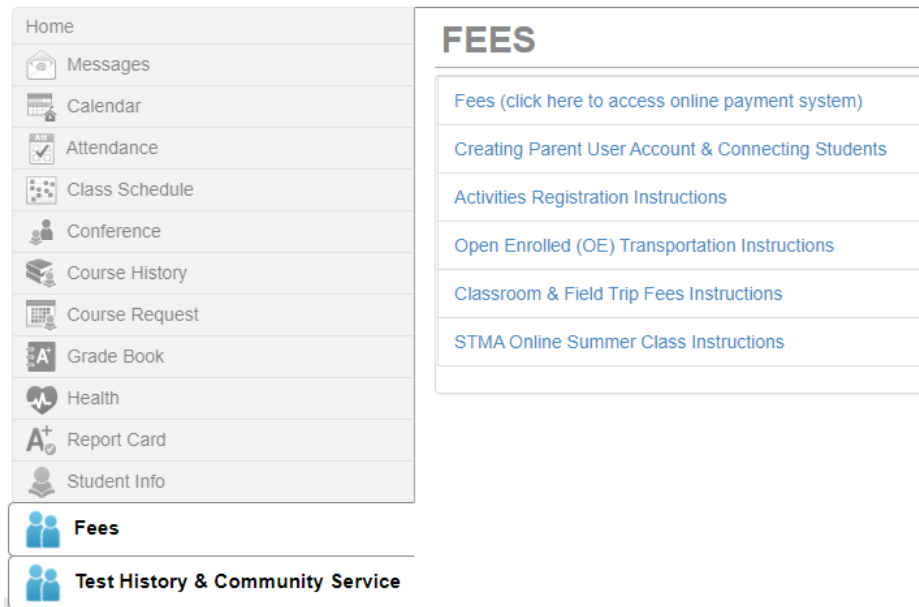 Home
Messages
Calendar
Attendance
Class Schedule
Conference
Course History
Course Request
Grade Book
Health
Report Card
Student Info
Fees
Test History & Community Service
FEES
Fees (click here to access online payment system)
Creating Parent User Account & Connecting Students
Activities Registration Instructions
Open Enrolled (OE) Transportation Instructions
Classroom & Field Trip Fees Instructions
STMA Online Summer Class Instructions